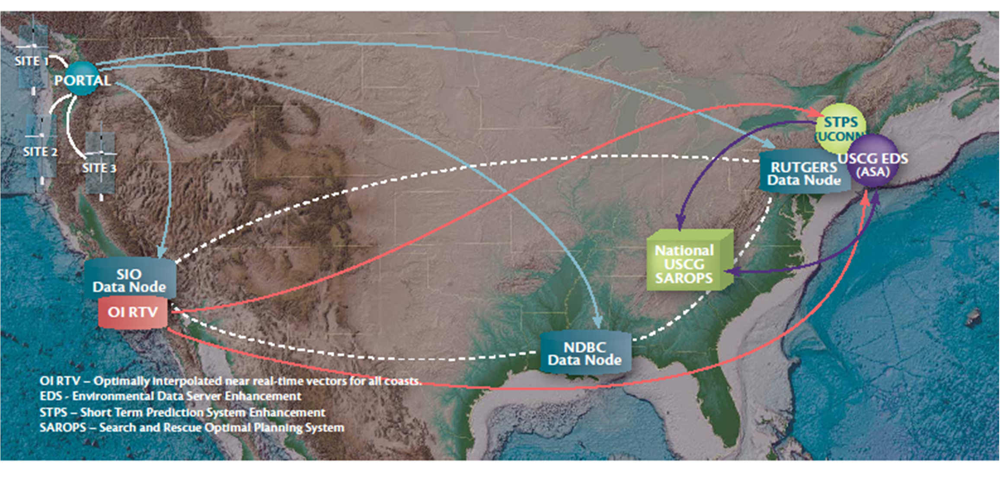 SITE 1
PORTAL
SITE 2
SITE 3
STPS
(UCONN
USCG EDS
(ASA)
RUTGERS
Data Node
National
USCG
SAROPS
SIO
Data Node
OI RTV
NDBC
Data Node
OI RTV – Optimally interpolated near real-time vectors for all coasts.
EDS - Environmental Data Server Enhancement
STPS – Short Term Prediction System Enhancement
SAROPS – Search and Rescue Optimal Planning System